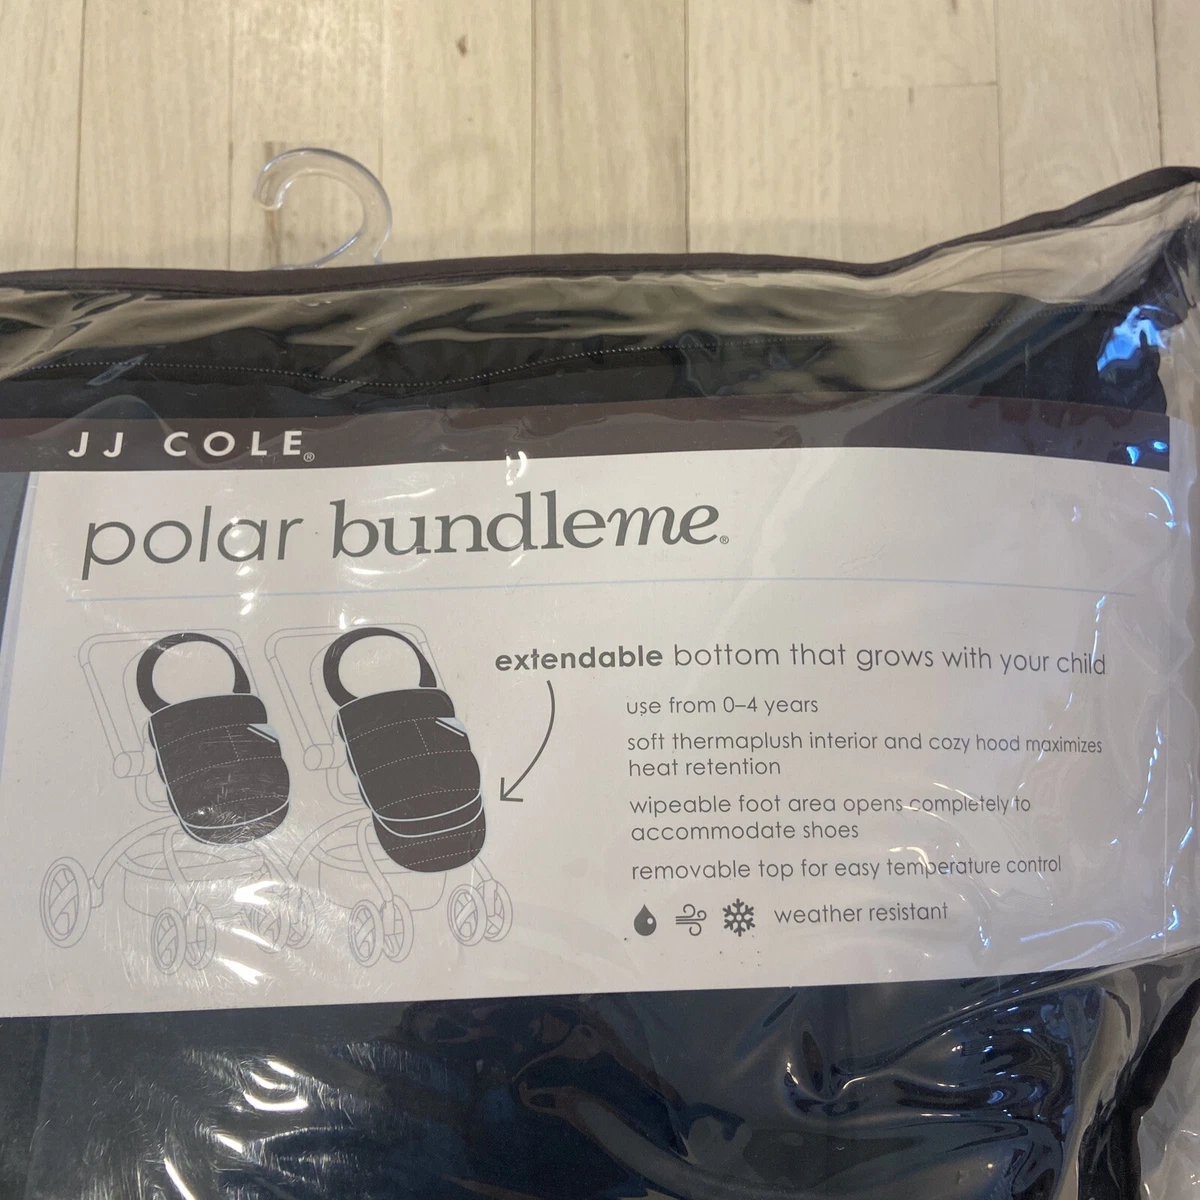 JJ COLE®
polar bundleme®
extendable bottom that grows with your child
use from 0–4 years
soft thermaplush interior and cozy hood maximizes
heat retention
wipeable foot area opens completely to
accommodate shoes
removable top for easy temperature control
weather resistant